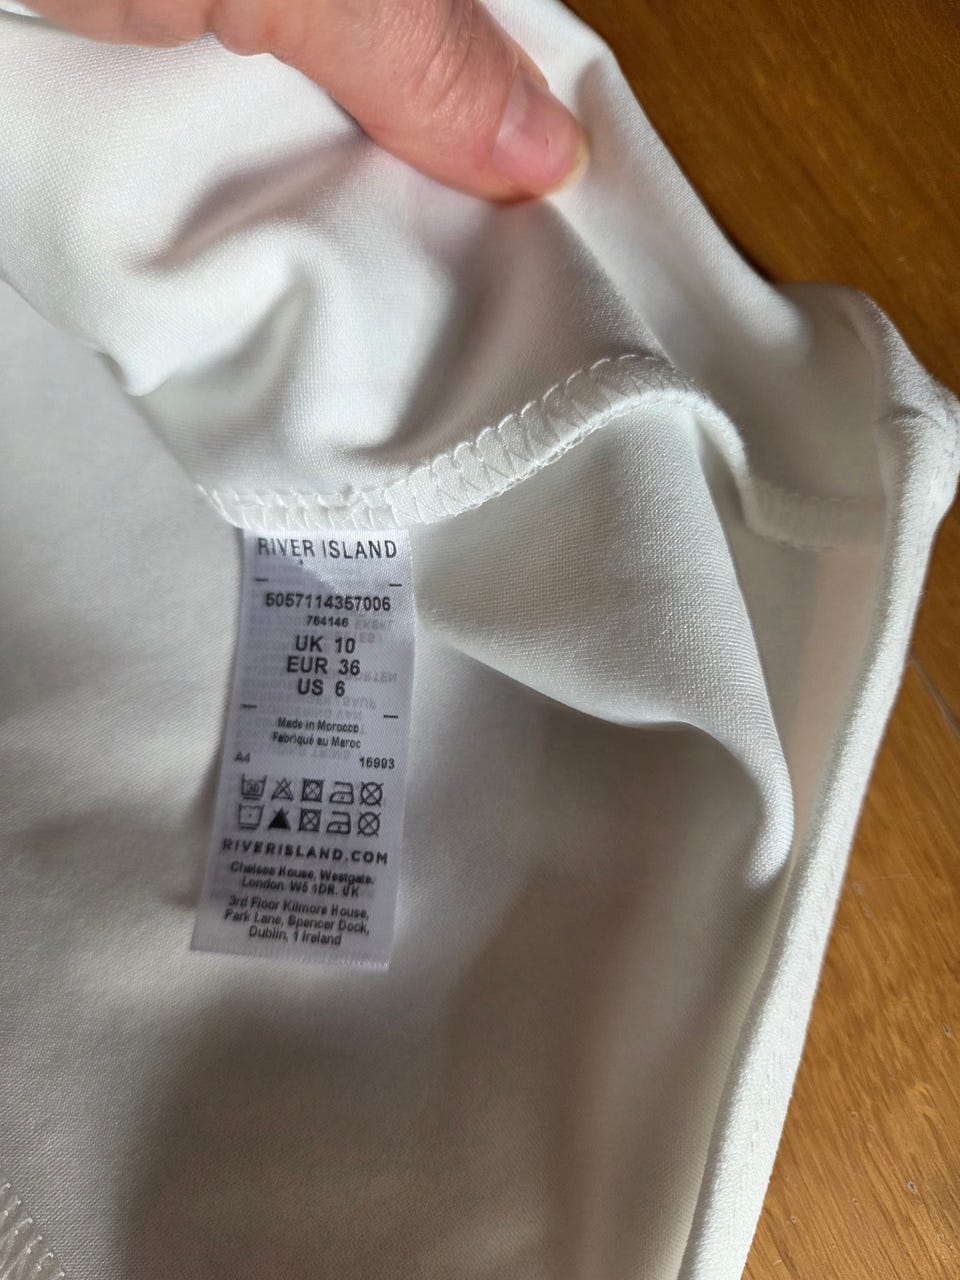 RIVER ISLAND
5057114357006
764146
UK 10
EUR 36
US 6
Made in Morocco
Fabriqué au Maroc
A4 16993
RIVERISLAND.COM
Chelsea House, Westgate,
London. W5 1DR. UK
3rd Floor Kilmore House,
Park Lane, Spencer Dock,
Dublin, 1 Ireland